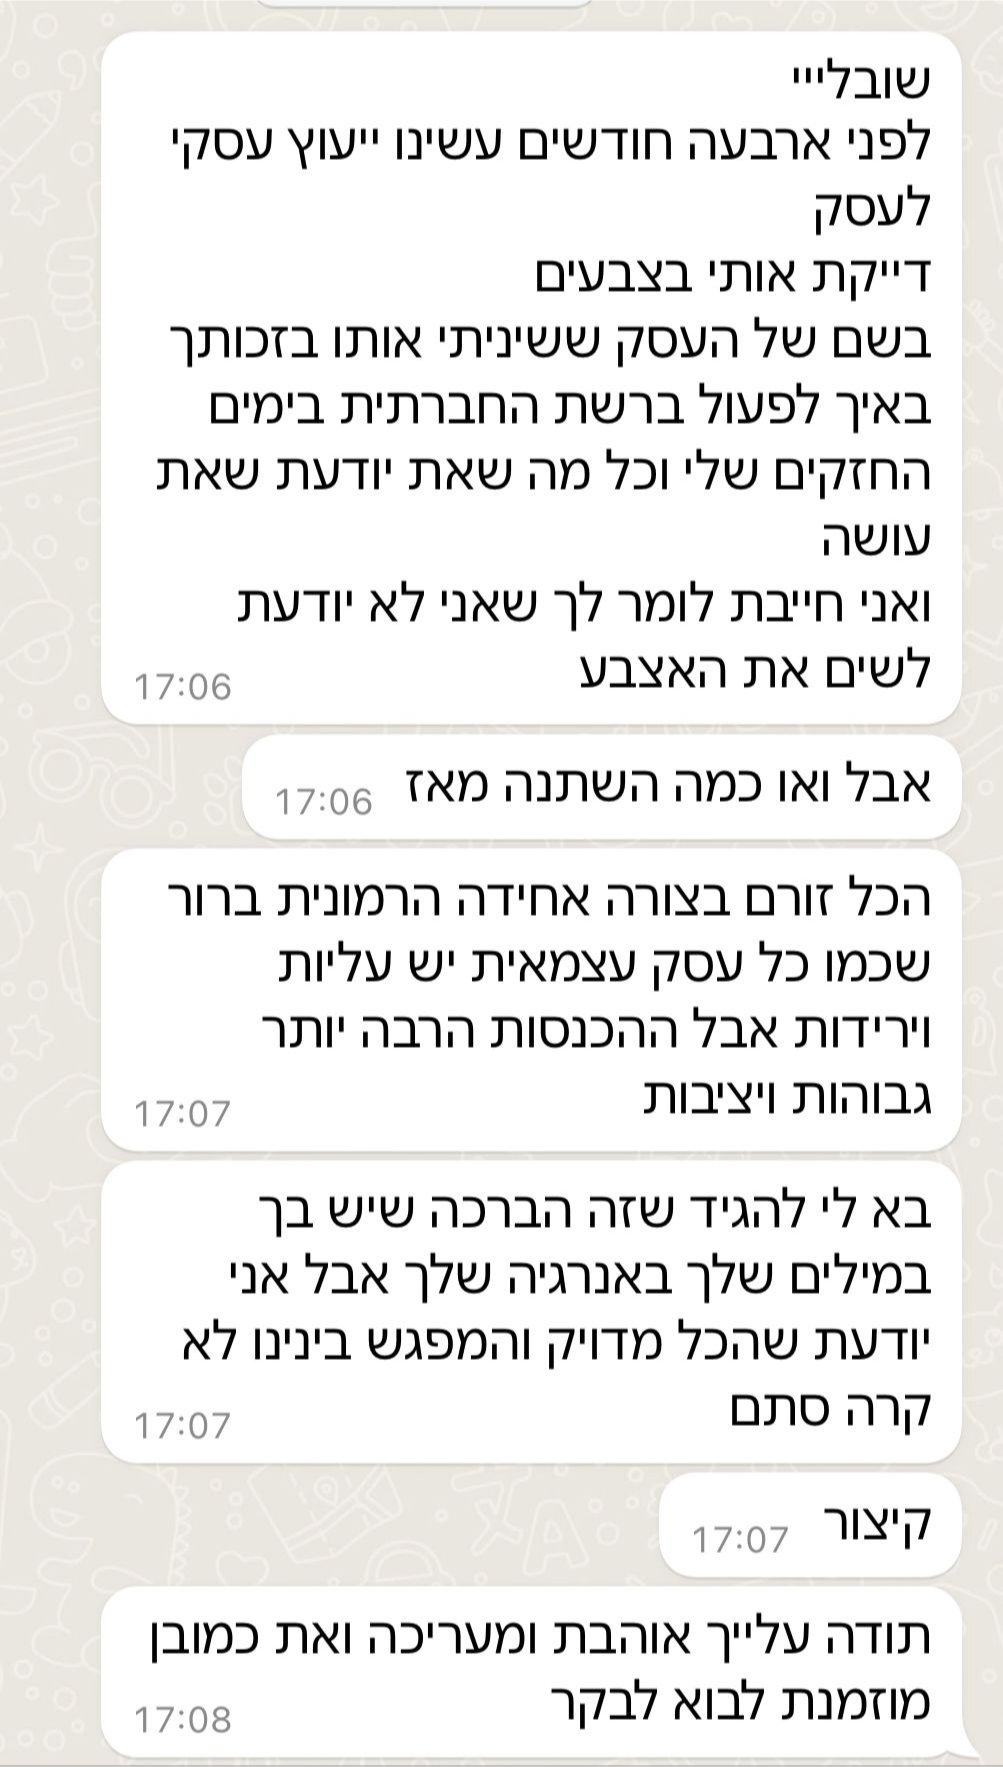 שובלייי
לפני ארבעה חודשים עשינו ייעוץ עסקי
לעסק
דייקת אותי בצבעים
בשם של העסק ששיניתי אותו בזכותך
באיך לפעול ברשת החברתית בימים
החזקים שלי וכל מה שאת יודעת שאת
עושה
ואני חייבת לומר לך שאני לא יודעת
לשים את האצבע
17:06
אבל ואו כמה השתנה מאז
17:06
הכל זורם בצורה אחידה הרמונית ברור
שכמו כל עסק עצמאית יש עליות
וירידות אבל ההכנסות הרבה יותר
גבוהות ויציבות
17:07
בא לי להגיד שזה הברכה שיש בך
במילים שלך באנרגיה שלך אבל אני
יודעת שהכל מדויק והמפגש בינינו לא
קרה סתם
17:07
קיצור
17:07
תודה עלייך אוהבת ומעריכה ואת כמובן
מוזמנת לבוא לבקר
17:08